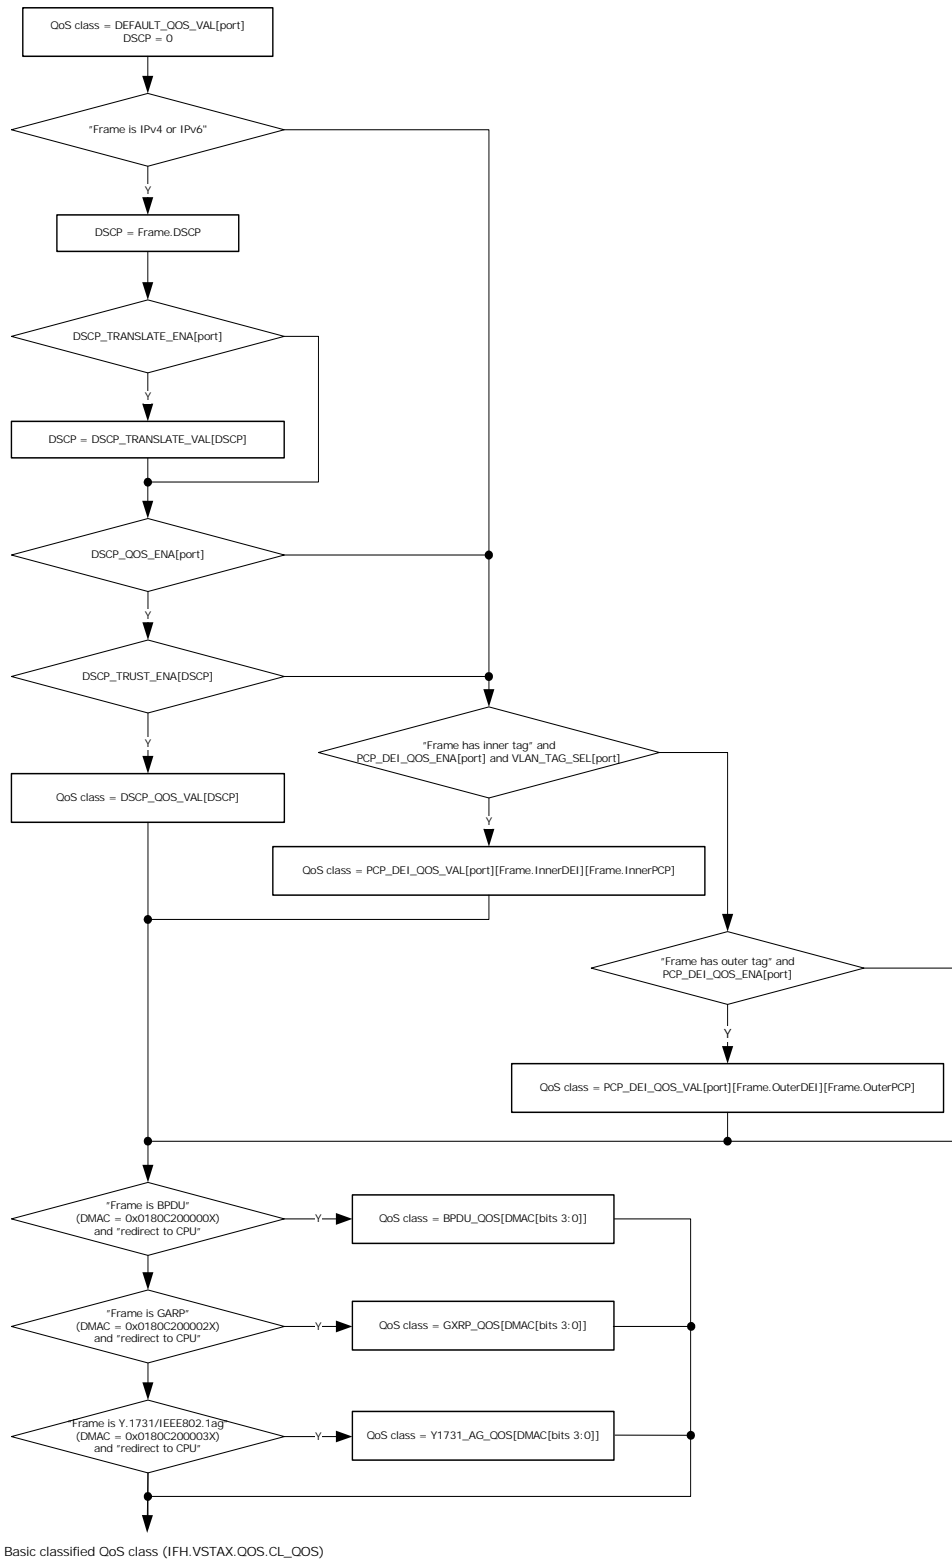 QoS class = DEFAULT_QOS_VAL[port]
DSCP = 0
"Frame is IPv4 or IPv6"
Y
DSCP = Frame.DSCP
DSCP_TRANSLATE_ENA[port]
Y
DSCP = DSCP_TRANSLATE_VAL[DSCP]
DSCP_QOS_ENA[port]
Y
DSCP_TRUST_ENA[DSCP]
Y
"Frame has inner tag" and
PCP_DEI_QOS_ENA[port] and VLAN_TAG_SEL[port]
QoS class = DSCP_QOS_VAL[DSCP]
Y
QoS class = PCP_DEI_QOS_VAL[port][Frame.InnerDEI][Frame.InnerPCP]
"Frame has outer tag" and
PCP_DEI_QOS_ENA[port]
Y
QoS class = PCP_DEI_QOS_VAL[port][Frame.OuterDEI][Frame.OuterPCP]
"Frame is BPDU"
(DMAC = 0x0180C200000X)
and "redirect to CPU"
Y
QoS class = BPDU_QOS[DMAC[bits 3:0]]
"Frame is GARP"
(DMAC = 0x0180C200002X)
and "redirect to CPU"
Y
QoS class = GXRP_QOS[DMAC[bits 3:0]]
"Frame is Y.1731/IEEE802.1ag"
(DMAC = 0x0180C200003X)
and "redirect to CPU"
Y
QoS class = Y1731_AG_QOS[DMAC[bits 3:0]]
Basic classified QoS class (IFH.VSTAX.QOS.CL_QOS)